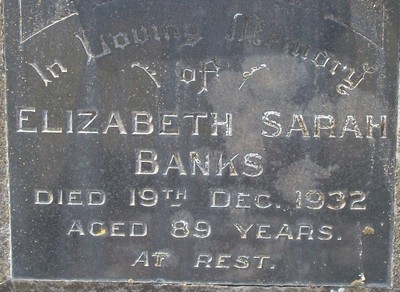 In Loving Memory
of
ELIZABETH SARAH
BANKS
DIED 19TH DEC. 1932
AGED 89 YEARS.
AT REST.